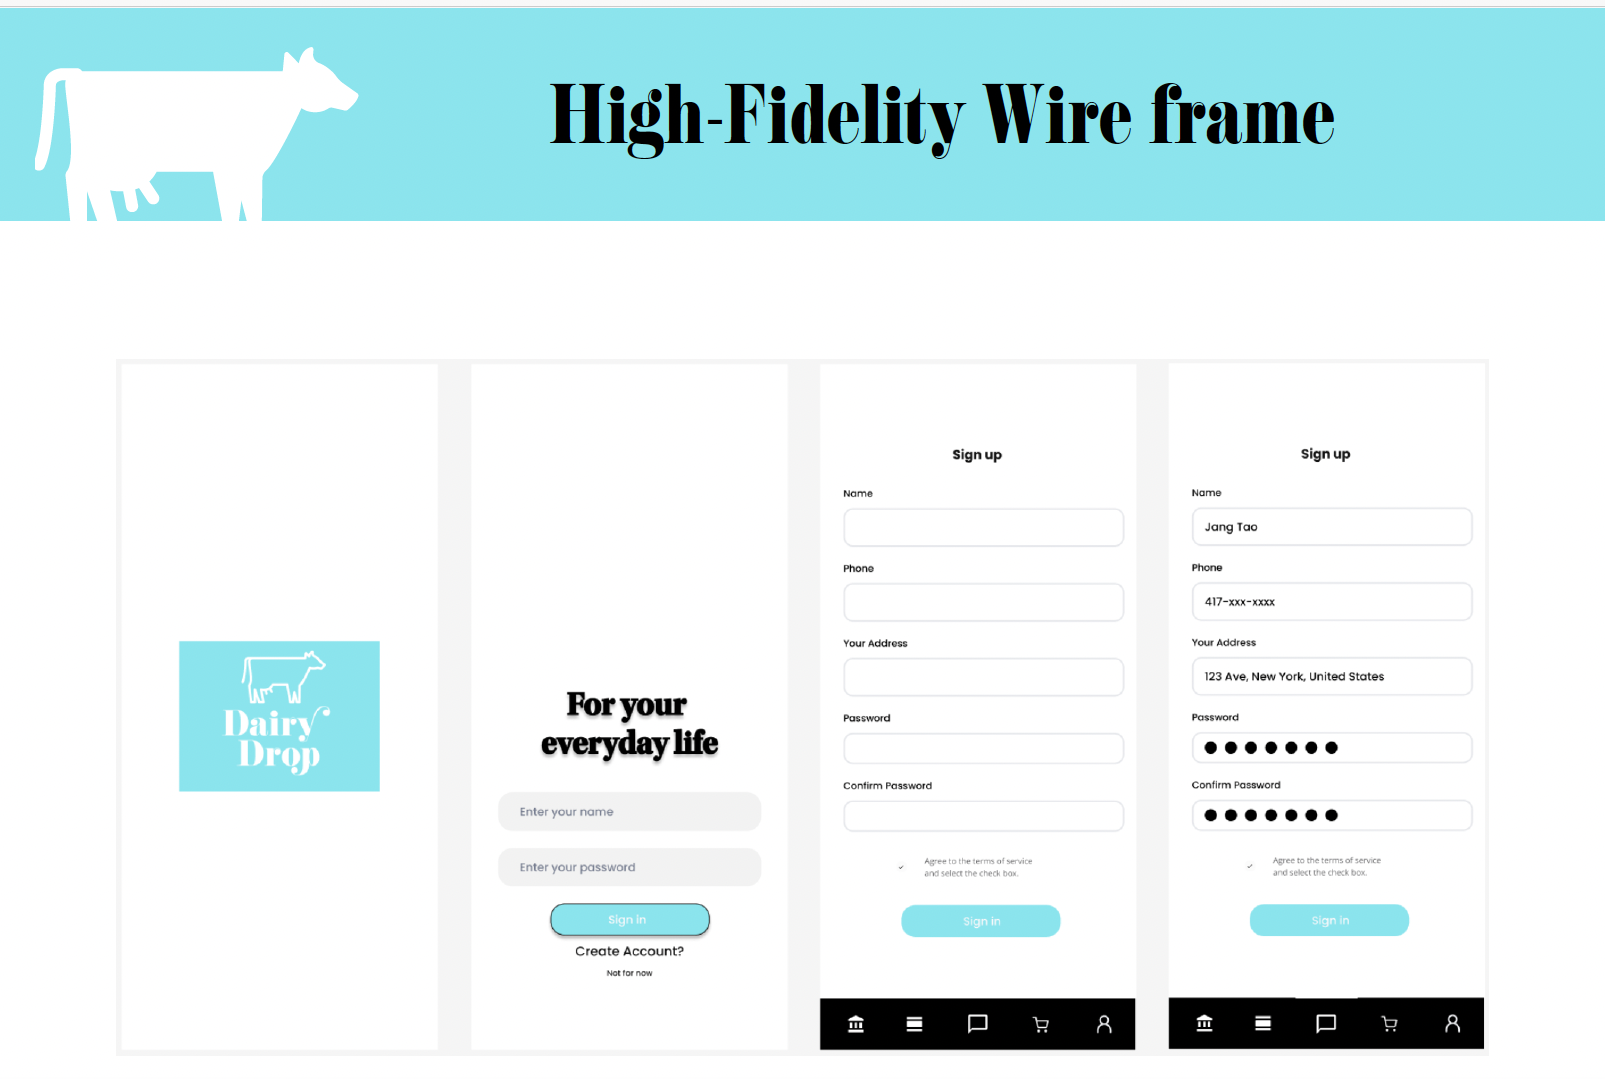 High-Fidelity Wire frame
Dairy
Drop
For your
everyday life
Enter your name
Enter your password
Sign in
Create Account?
Not for now
Sign up
Name
Phone
Your Address
Password
Confirm Password
Agree to the terms of service
and select the check box.
Sign in
Sign up
Name
Jang Tao
Phone
417-xxx-xxxx
Your Address
123 Ave, New York, United States
Password
Confirm Password
Agree to the terms of service
and select the check box.
Sign in